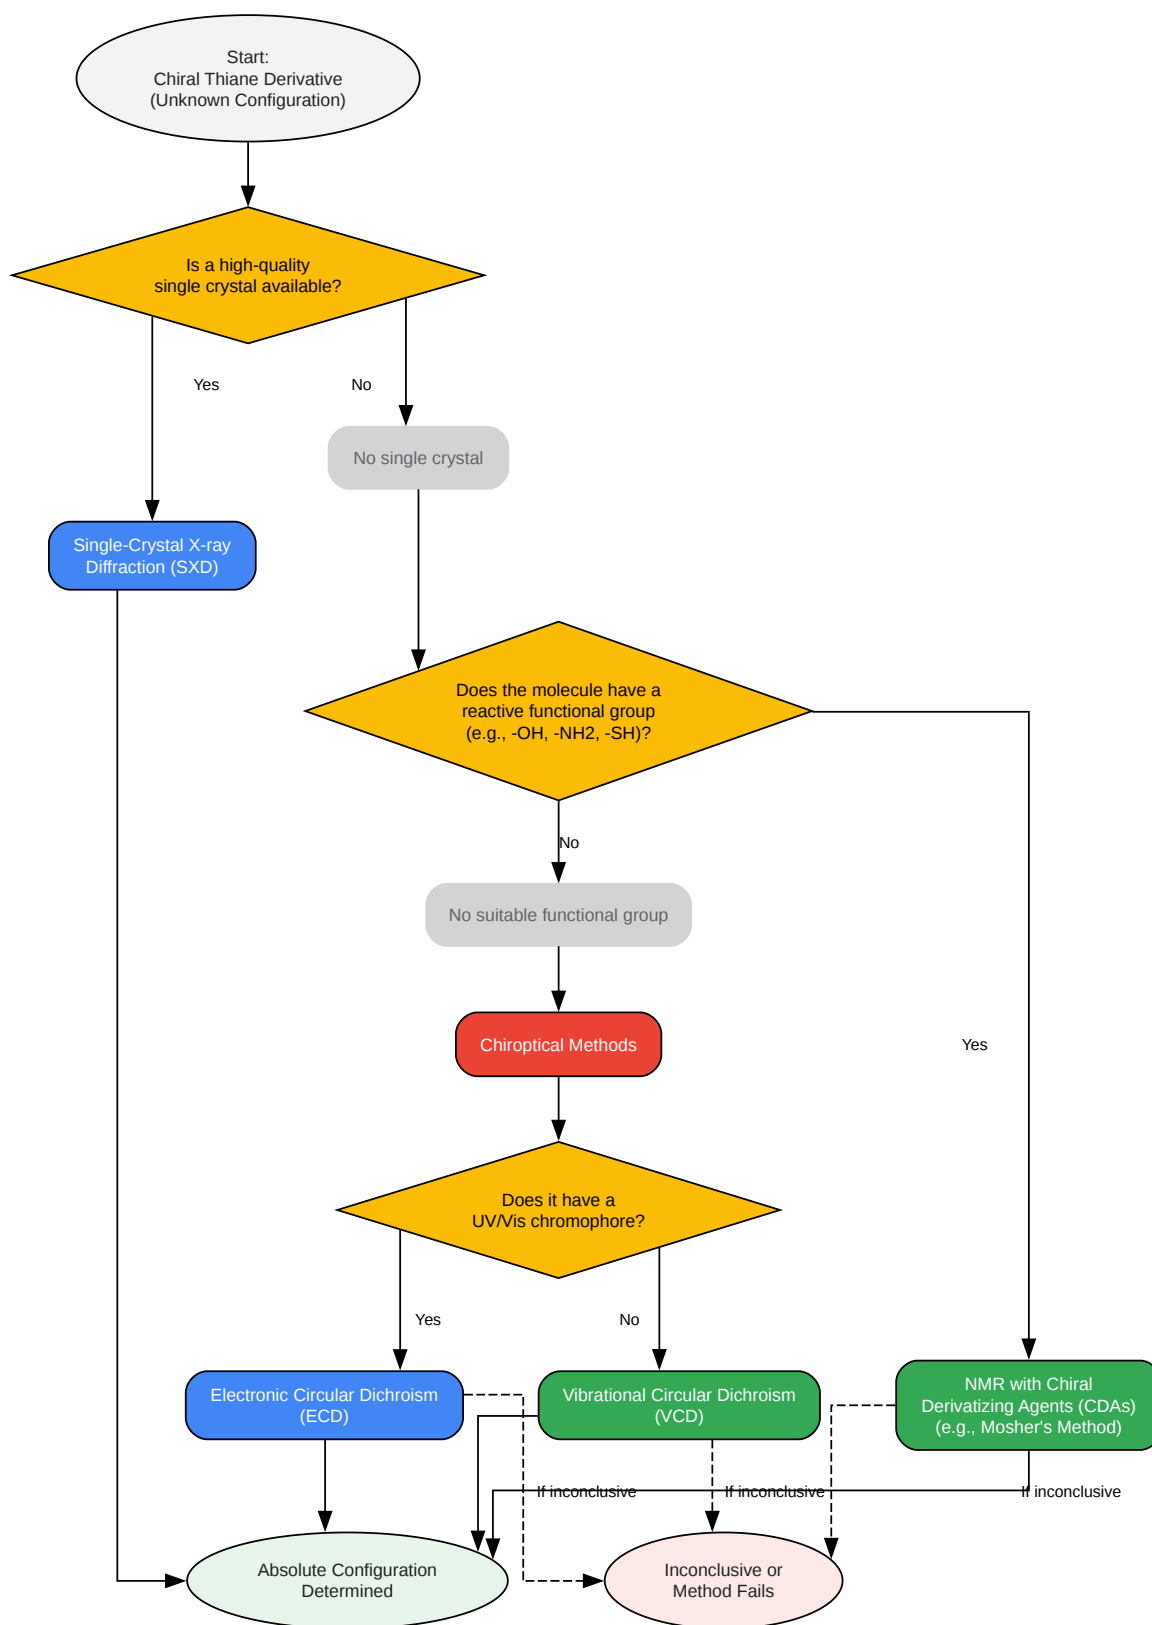 Start:
Chiral Thiane Derivative
(Unknown Configuration)
Is a high-quality
single crystal available?
Yes
No
No single crystal
Single-Crystal X-ray
Diffraction (SXD)
Does the molecule have a
reactive functional group
(e.g., -OH, -NH2, -SH)?
No
No suitable functional group
Chiroptical Methods
Yes
Does it have a
UV/Vis chromophore?
Yes
No
Electronic Circular Dichroism
(ECD)
Vibrational Circular Dichroism
(VCD)
NMR with Chiral
Derivatizing Agents (CDAs)
(e.g., Mosher's Method)
If inconclusive
If inconclusive
If inconclusive
Absolute Configuration
Determined
Inconclusive or
Method Fails